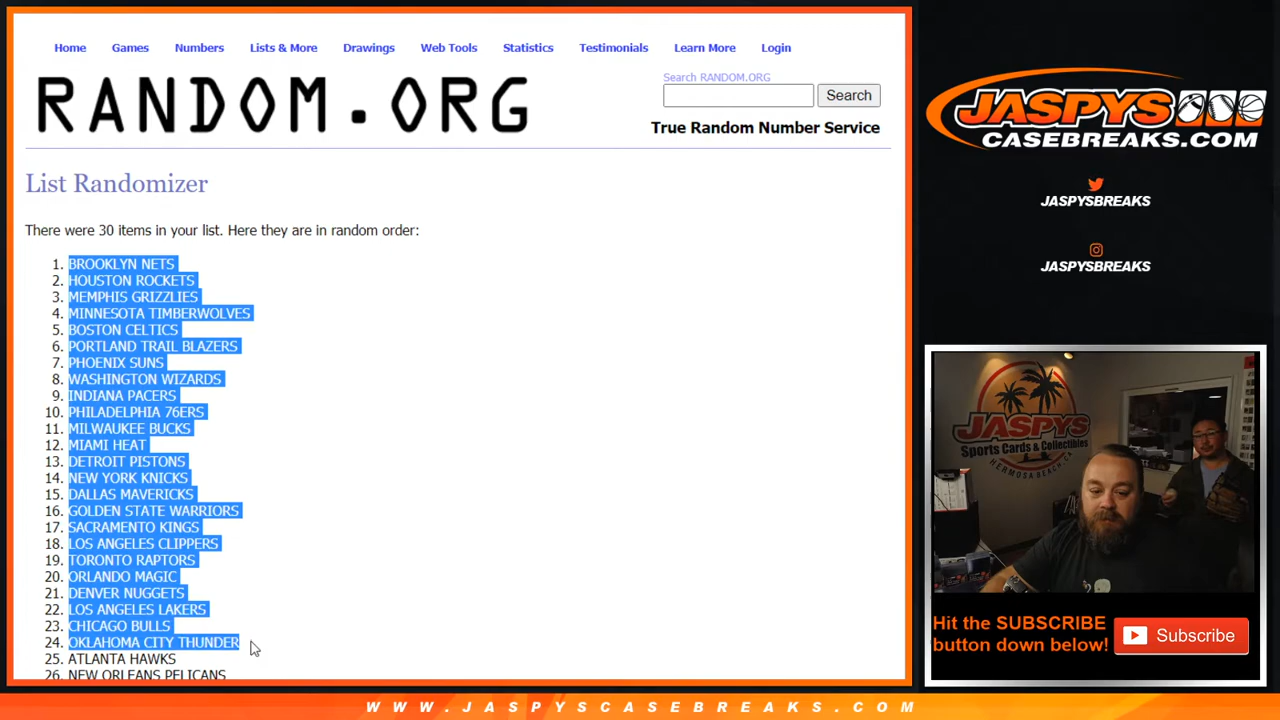 Home Games Numbers Lists & More Drawings Web Tools Statistics Testimonials Learn More Login
RANDOM.ORG
Search RANDOM.ORG
Search
True Random Number Service
List Randomizer
There were 30 items in your list. Here they are in random order:
1. BROOKLYN NETS
2. HOUSTON ROCKETS
3. MEMPHIS GRIZZLIES
4. MINNESOTA TIMBERWOLVES
5. BOSTON CELTICS
6. PORTLAND TRAIL BLAZERS
7. PHOENIX SUNS
8. WASHINGTON WIZARDS
9. INDIANA PACERS
10. PHILADELPHIA 76ERS
11. MILWAUKEE BUCKS
12. MIAMI HEAT
13. DETROIT PISTONS
14. NEW YORK KNICKS
15. DALLAS MAVERICKS
16. GOLDEN STATE WARRIORS
17. SACRAMENTO KINGS
18. LOS ANGELES CLIPPERS
19. TORONTO RAPTORS
20. ORLANDO MAGIC
21. DENVER NUGGETS
22. LOS ANGELES LAKERS
23. CHICAGO BULLS
24. OKLAHOMA CITY THUNDER
25. ATLANTA HAWKS
26. NEW ORLEANS PELICANS
JASPYS
CASEBREAKS.COM
JASPYSBREAKS
JASPYSBREAKS
JASPYS
Sports Cards & Collectibles
HERMOSA BEACH, CA
Hit the SUBSCRIBE
button down below!
Subscribe
WWW.JASPYSCASEBREAKS.COM